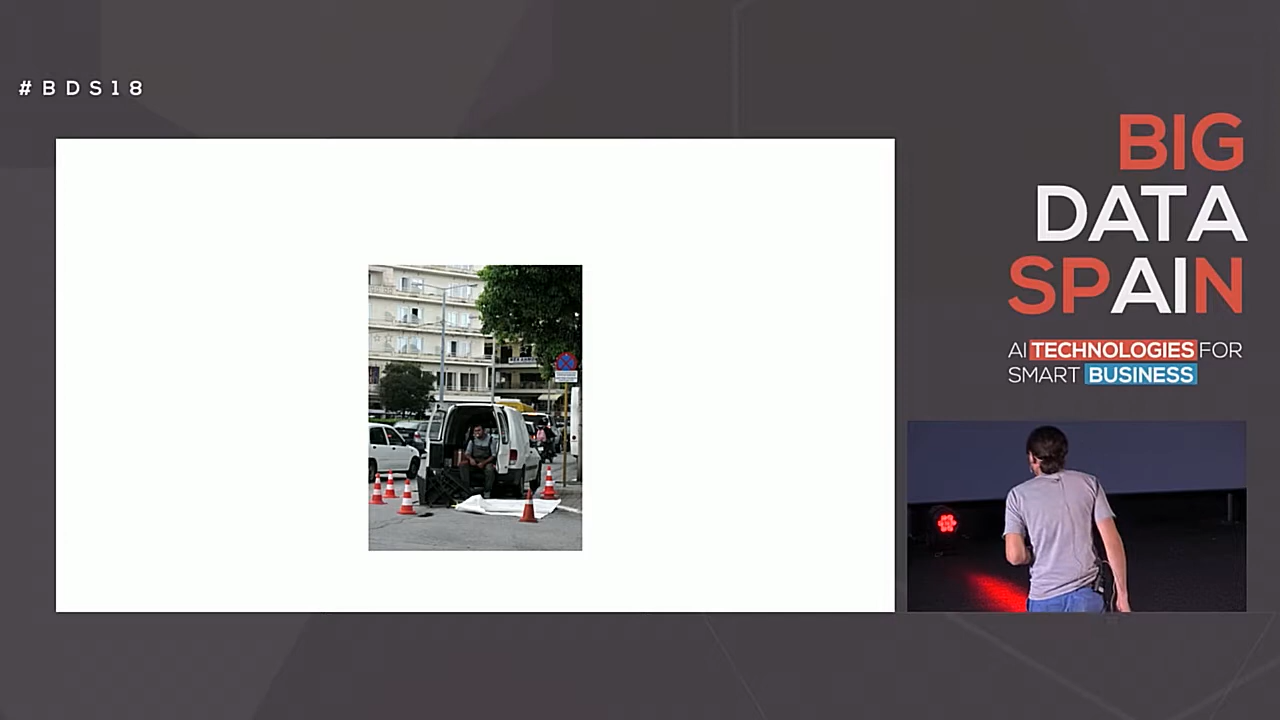 #BDS18
BIG
DATA
SPAIN
AI TECHNOLOGIES FOR
SMART BUSINESS